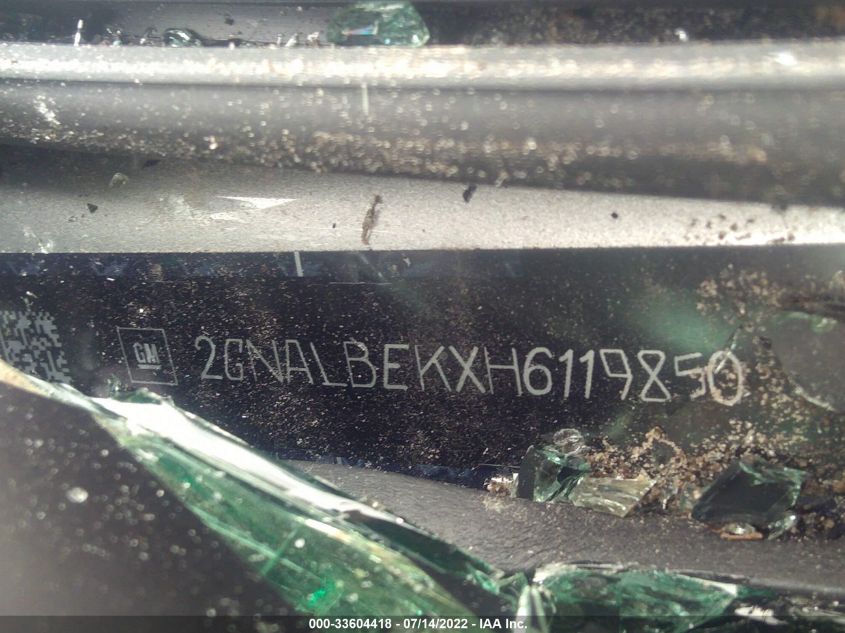 GM 2GNALBEKXH6119850
000-33604418 - 07/14/2022 - IAA Inc.